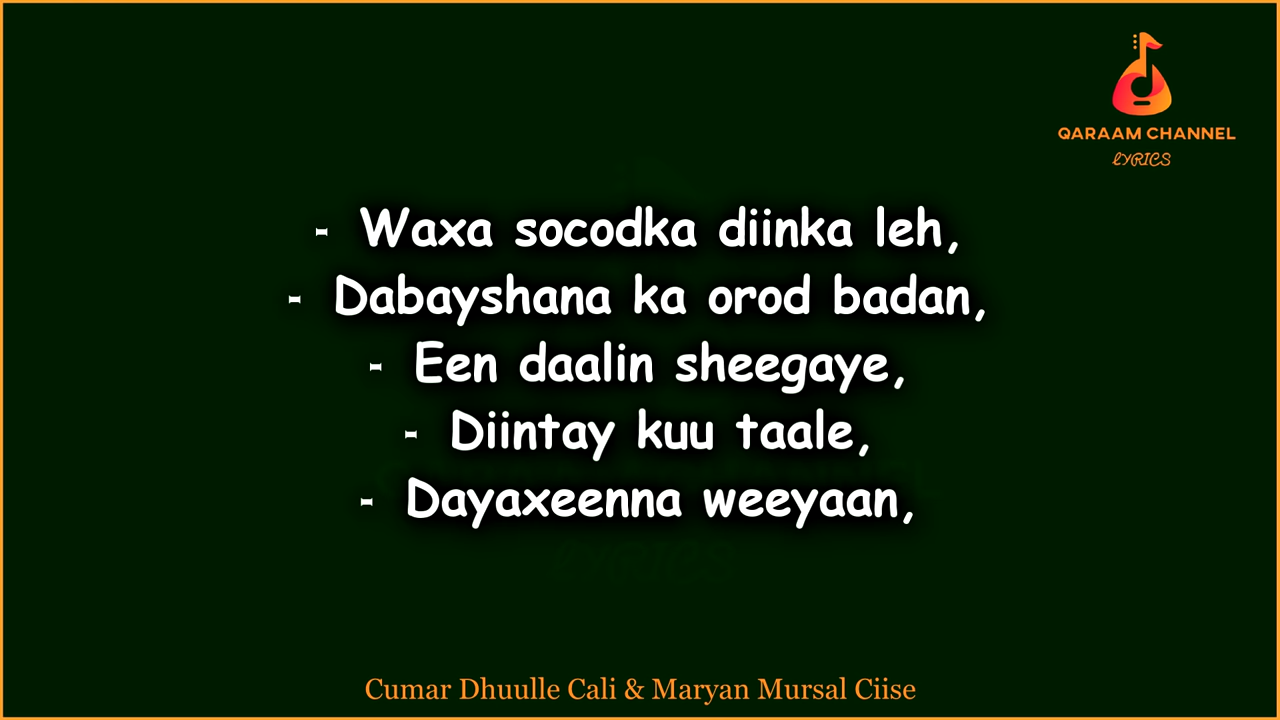 QARAAM CHANNEL
LYRICS
- Waxa socodka diinka leh,
- Dabayshana ka orod badan,
- Een daalin sheegaye,
- Diintay kuu taale,
- Dayaxeenna weeyaan,
LYRICS
Cumar Dhuulle Cali & Maryan Mursal Ciise